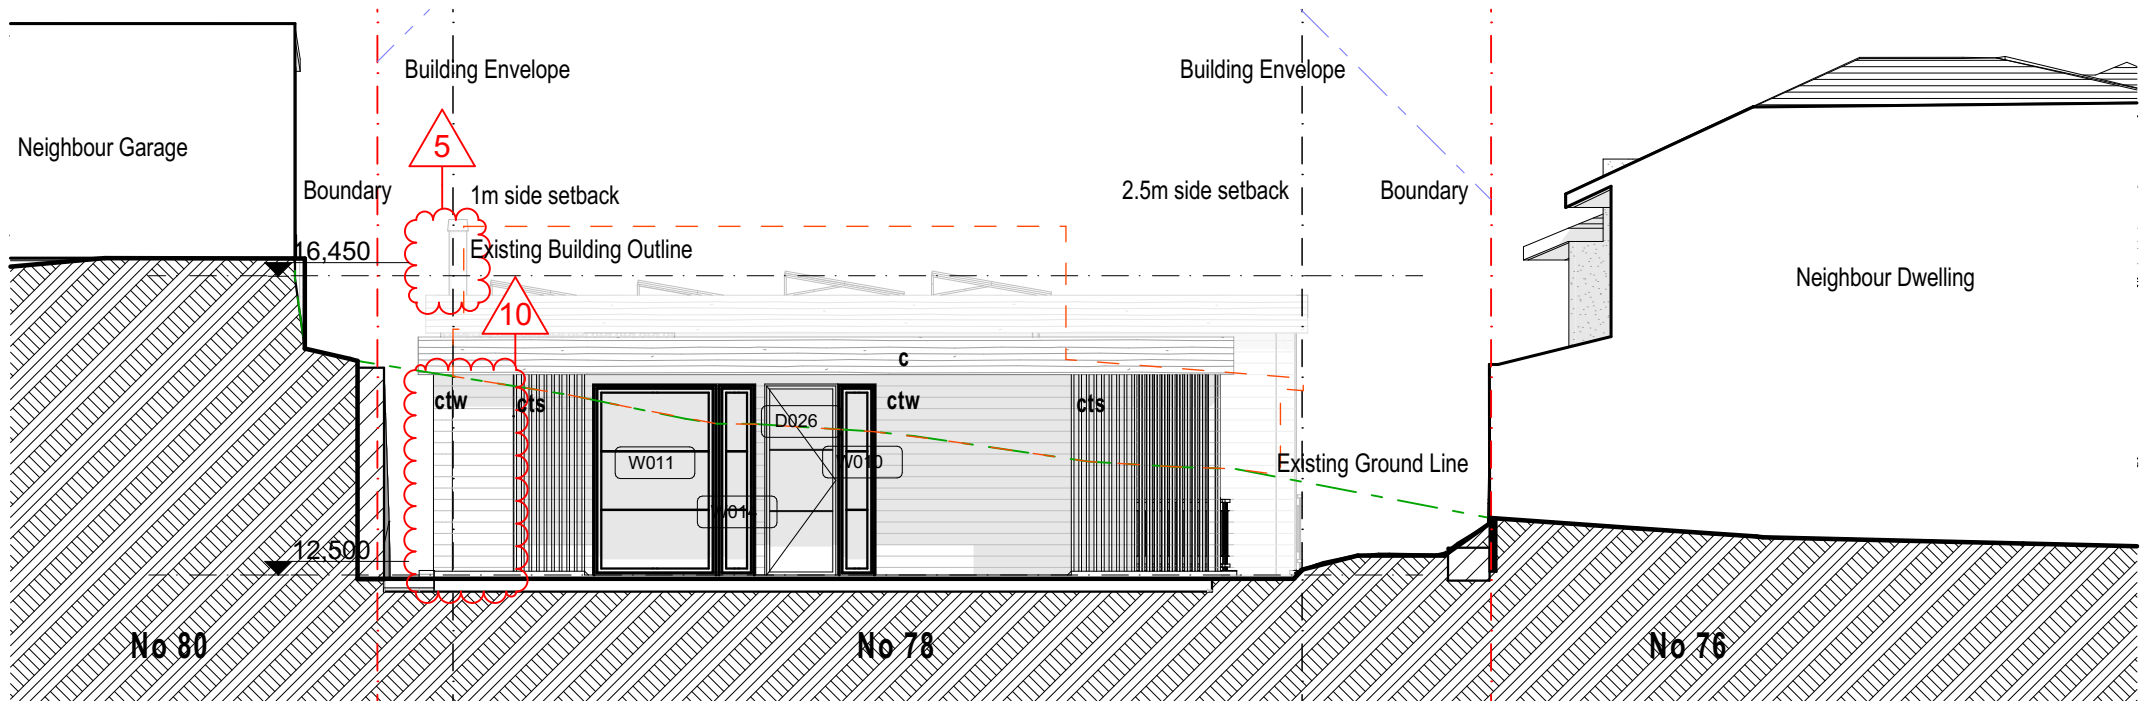 Building Envelope
Building Envelope
Neighbour Garage
5
Boundary
1m side setback
2.5m side setback
Boundary
16,450
Existing Building Outline
Neighbour Dwelling
10
c
ctw
cts
ctw
cts
D026
W011
W010
Existing Ground Line
W014
12,500
No 80
No 78
No 76